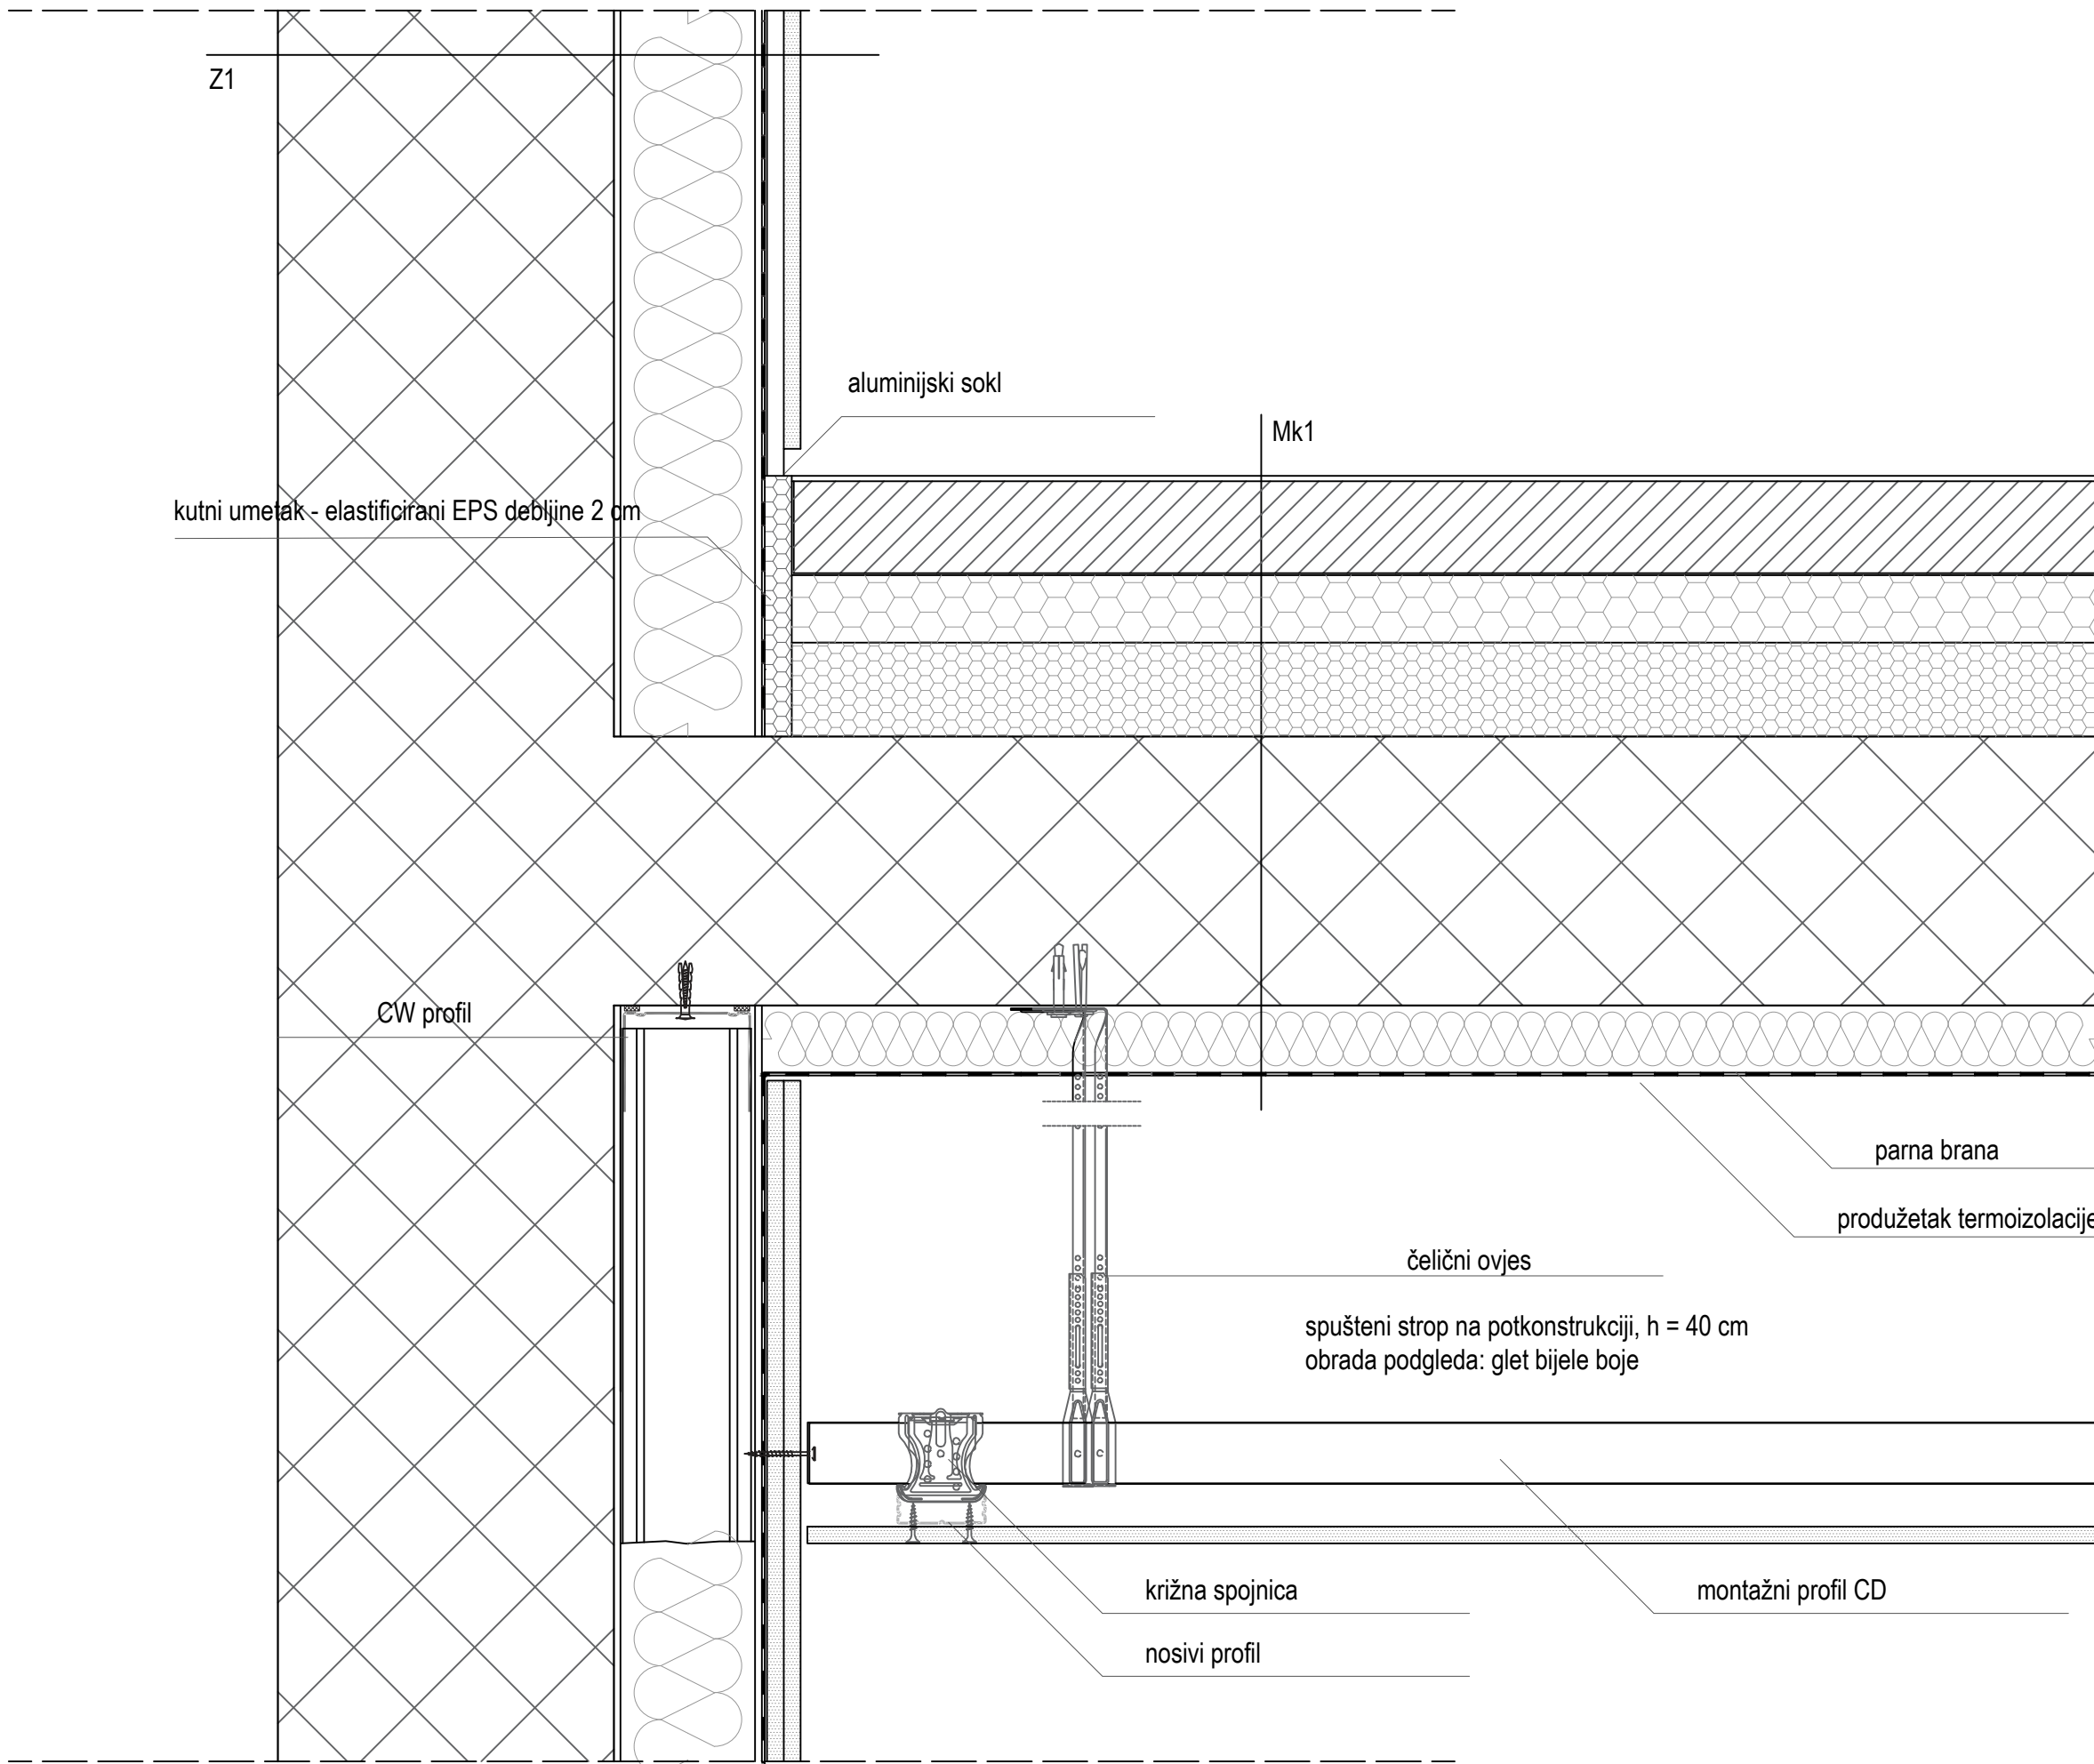 Z1
aluminijski sokl
Mk1
kutni umetak - elastificirani EPS debljine 2 cm
CW profil
parna brana
produžetak termoizolacije
čelični ovjes
spušteni strop na potkonstrukciji, h = 40 cm
obrada podgleda: glet bijele boje
križna spojnica
montažni profil CD
nosivi profil